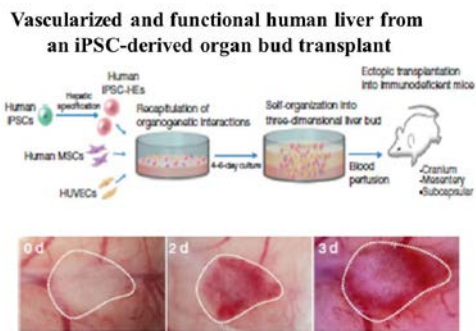 Vascularized and functional human liver from
an iPSC-derived organ bud transplant
Human
iPSCs
Hepatic
specification
Human
iPSC-HEs
Human MSCs
HUVECs
Recapitulation of
organogenetic interactions
4-6-day culture
Self-organization into
three-dimensional liver bud
Blood
perfusion
Ectopic transplantation
into immunodeficient mice
•Cranium
•Mesentery
•Subcapsular
0 d
2 d
3 d